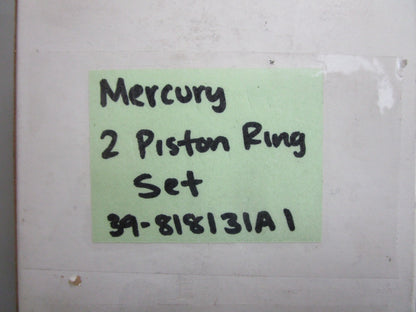 Mercury
2 Piston Ring
Set
39-818131A1